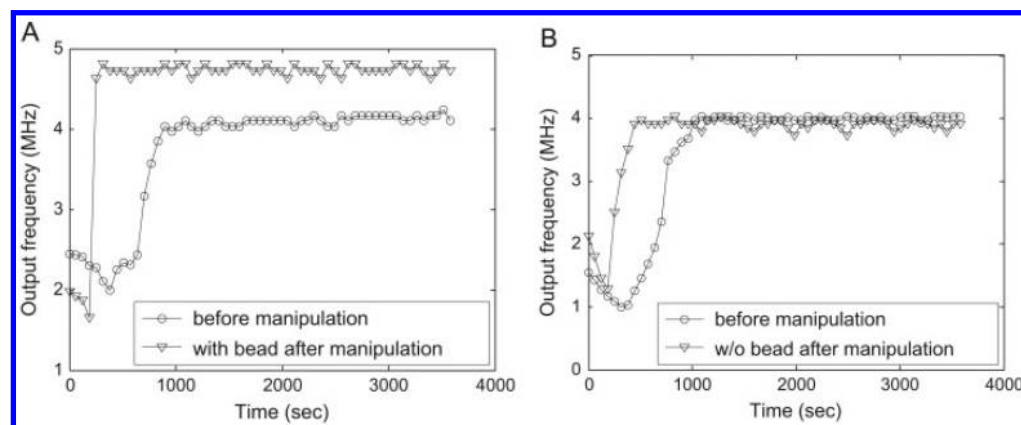 A
Output frequency (MHz)
5
4
3
2
1
0
1000
2000
3000
4000
Time (sec)
before manipulation
with bead after manipulation
B
Output frequency (MHz)
5
4
3
2
1
0
0
1000
2000
3000
4000
Time (sec)
before manipulation
w/o bead after manipulation